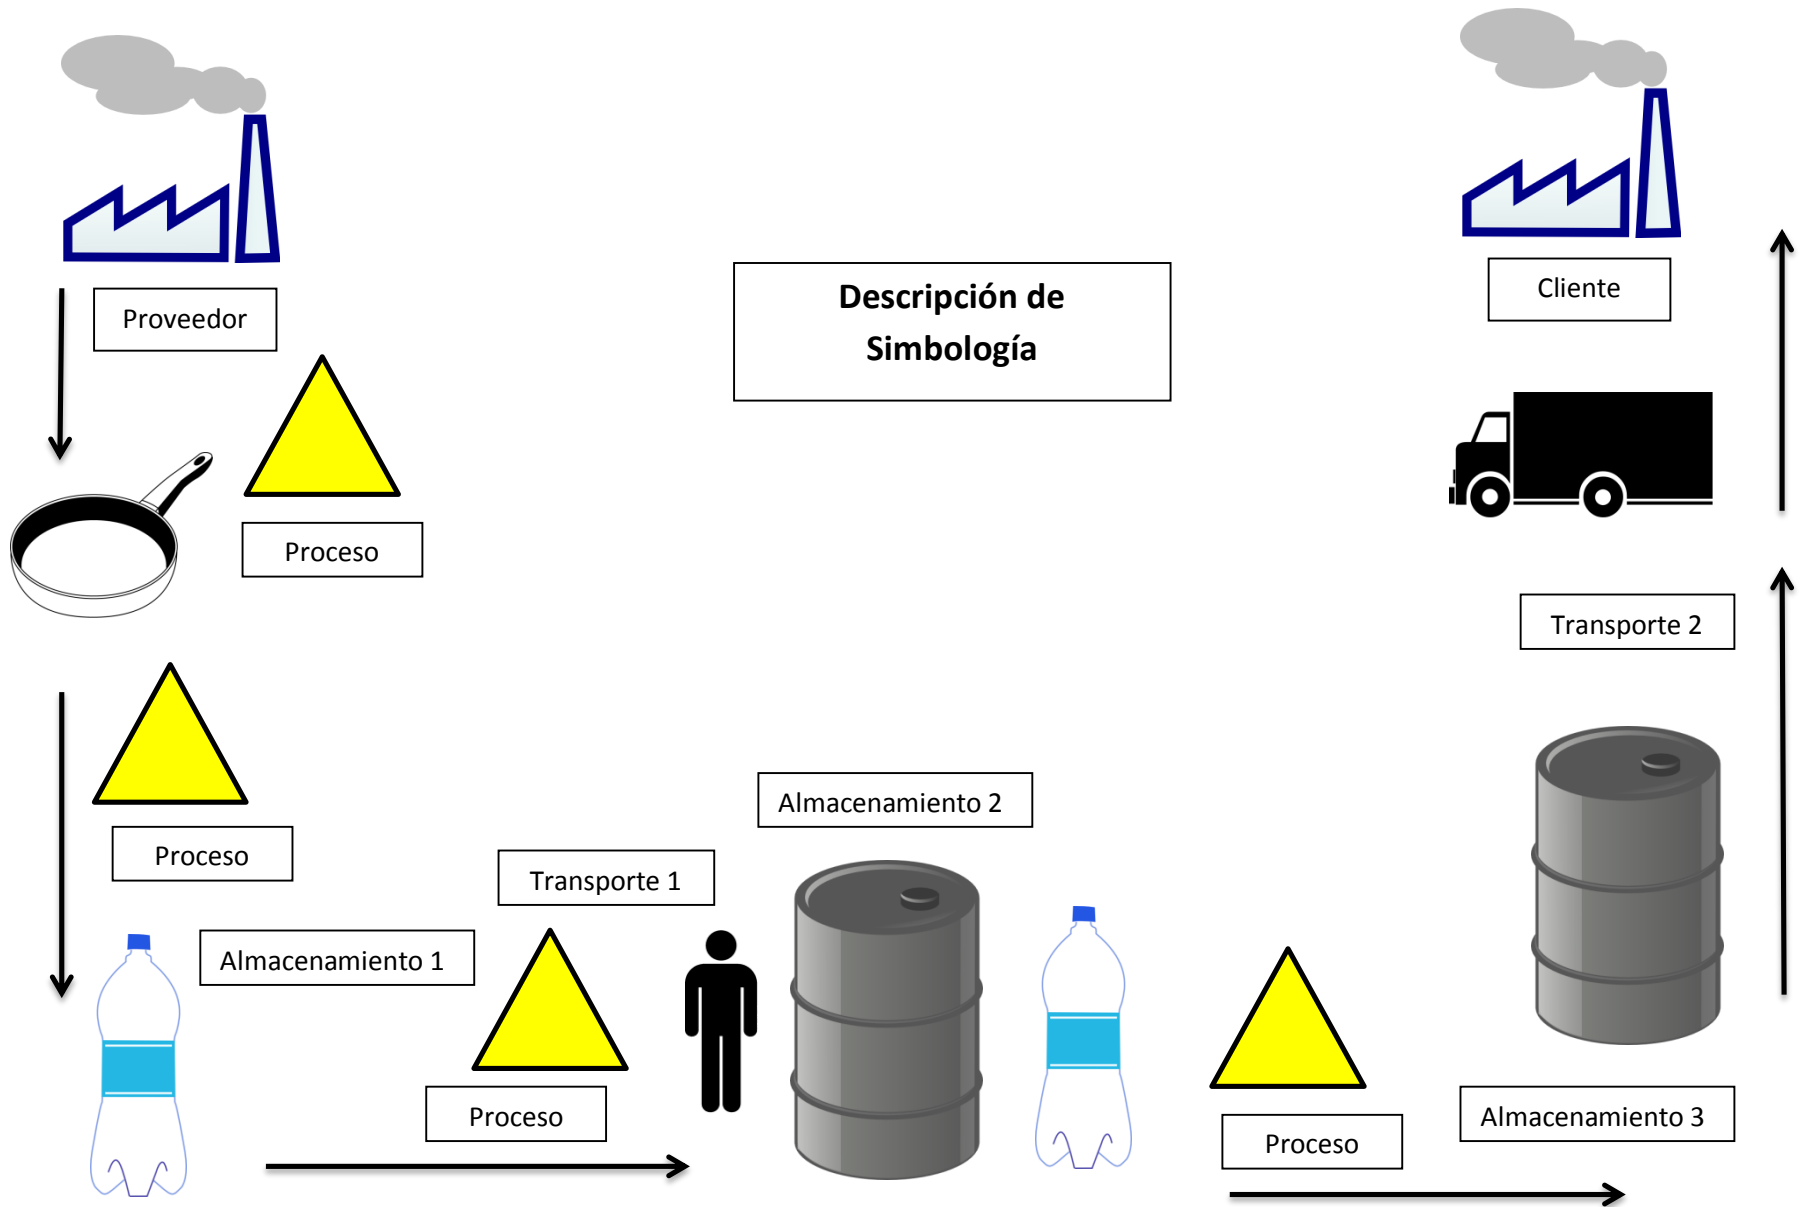 Proveedor
Descripción de
Simbología
Cliente
Proceso
Transporte 2
Proceso
Almacenamiento 2
Transporte 1
Almacenamiento 1
Proceso
Proceso
Almacenamiento 3